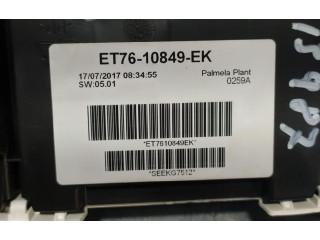 ET76-10849-EK
17/07/2017 08:34:55 Palmela Plant
SW:05.01 0259A
*ET7610849EK*
*SEEKG7512*